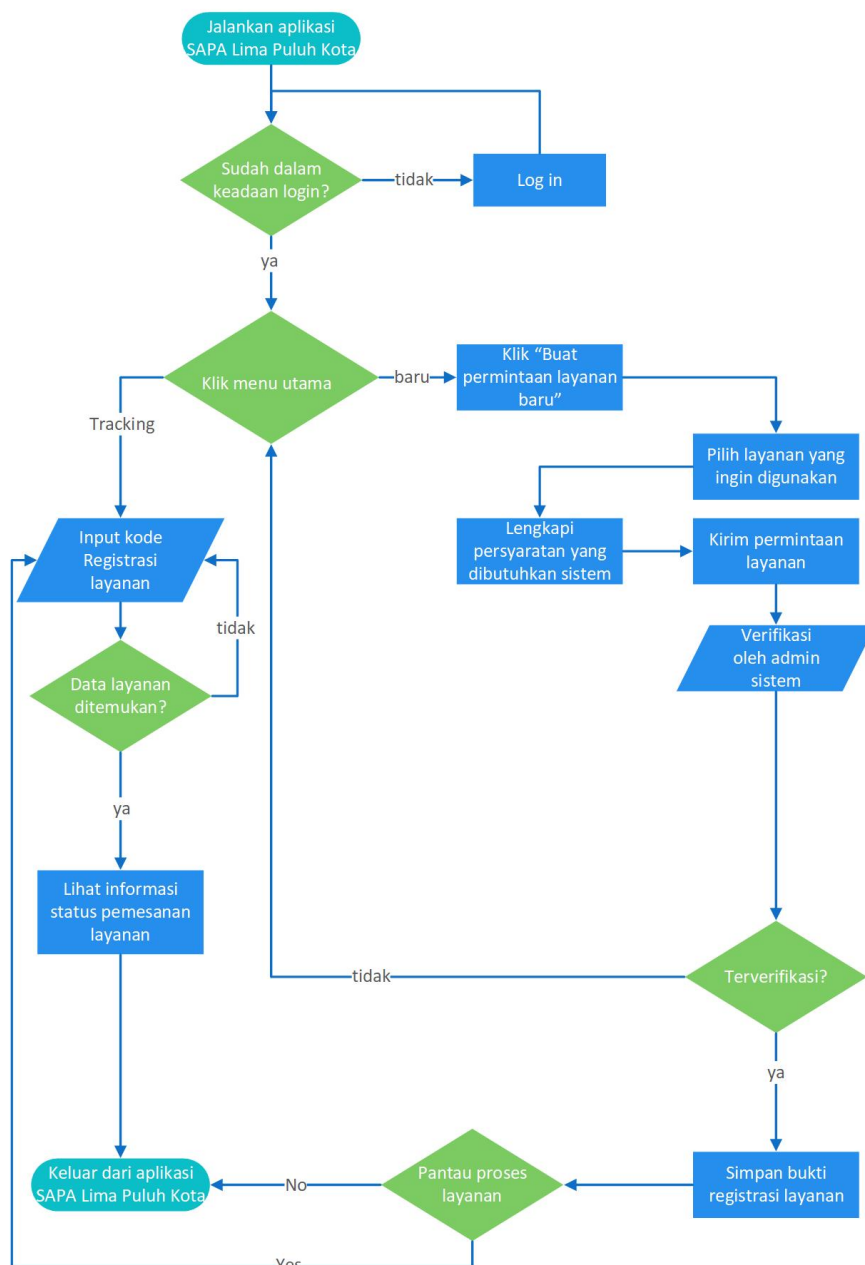 Jalankan aplikasi
SAPA Lima Puluh Kota
Sudah dalam
keadaan login?
tidak
Log in
ya
Klik menu utama
baru
Klik “Buat
permintaan layanan
baru”
Tracking
Pilih layanan yang
ingin digunakan
Input kode
Registrasi
layanan
Lengkapi
persyaratan yang
dibutuhkan sistem
Kirim permintaan
layanan
tidak
Verifikasi
oleh admin
sistem
Data layanan
ditemukan?
ya
Lihat informasi
status pemesanan
layanan
tidak
Terverifikasi?
ya
Keluar dari aplikasi
SAPA Lima Puluh Kota
No
Pantau proses
layanan
Simpan bukti
registrasi layanan
Yes